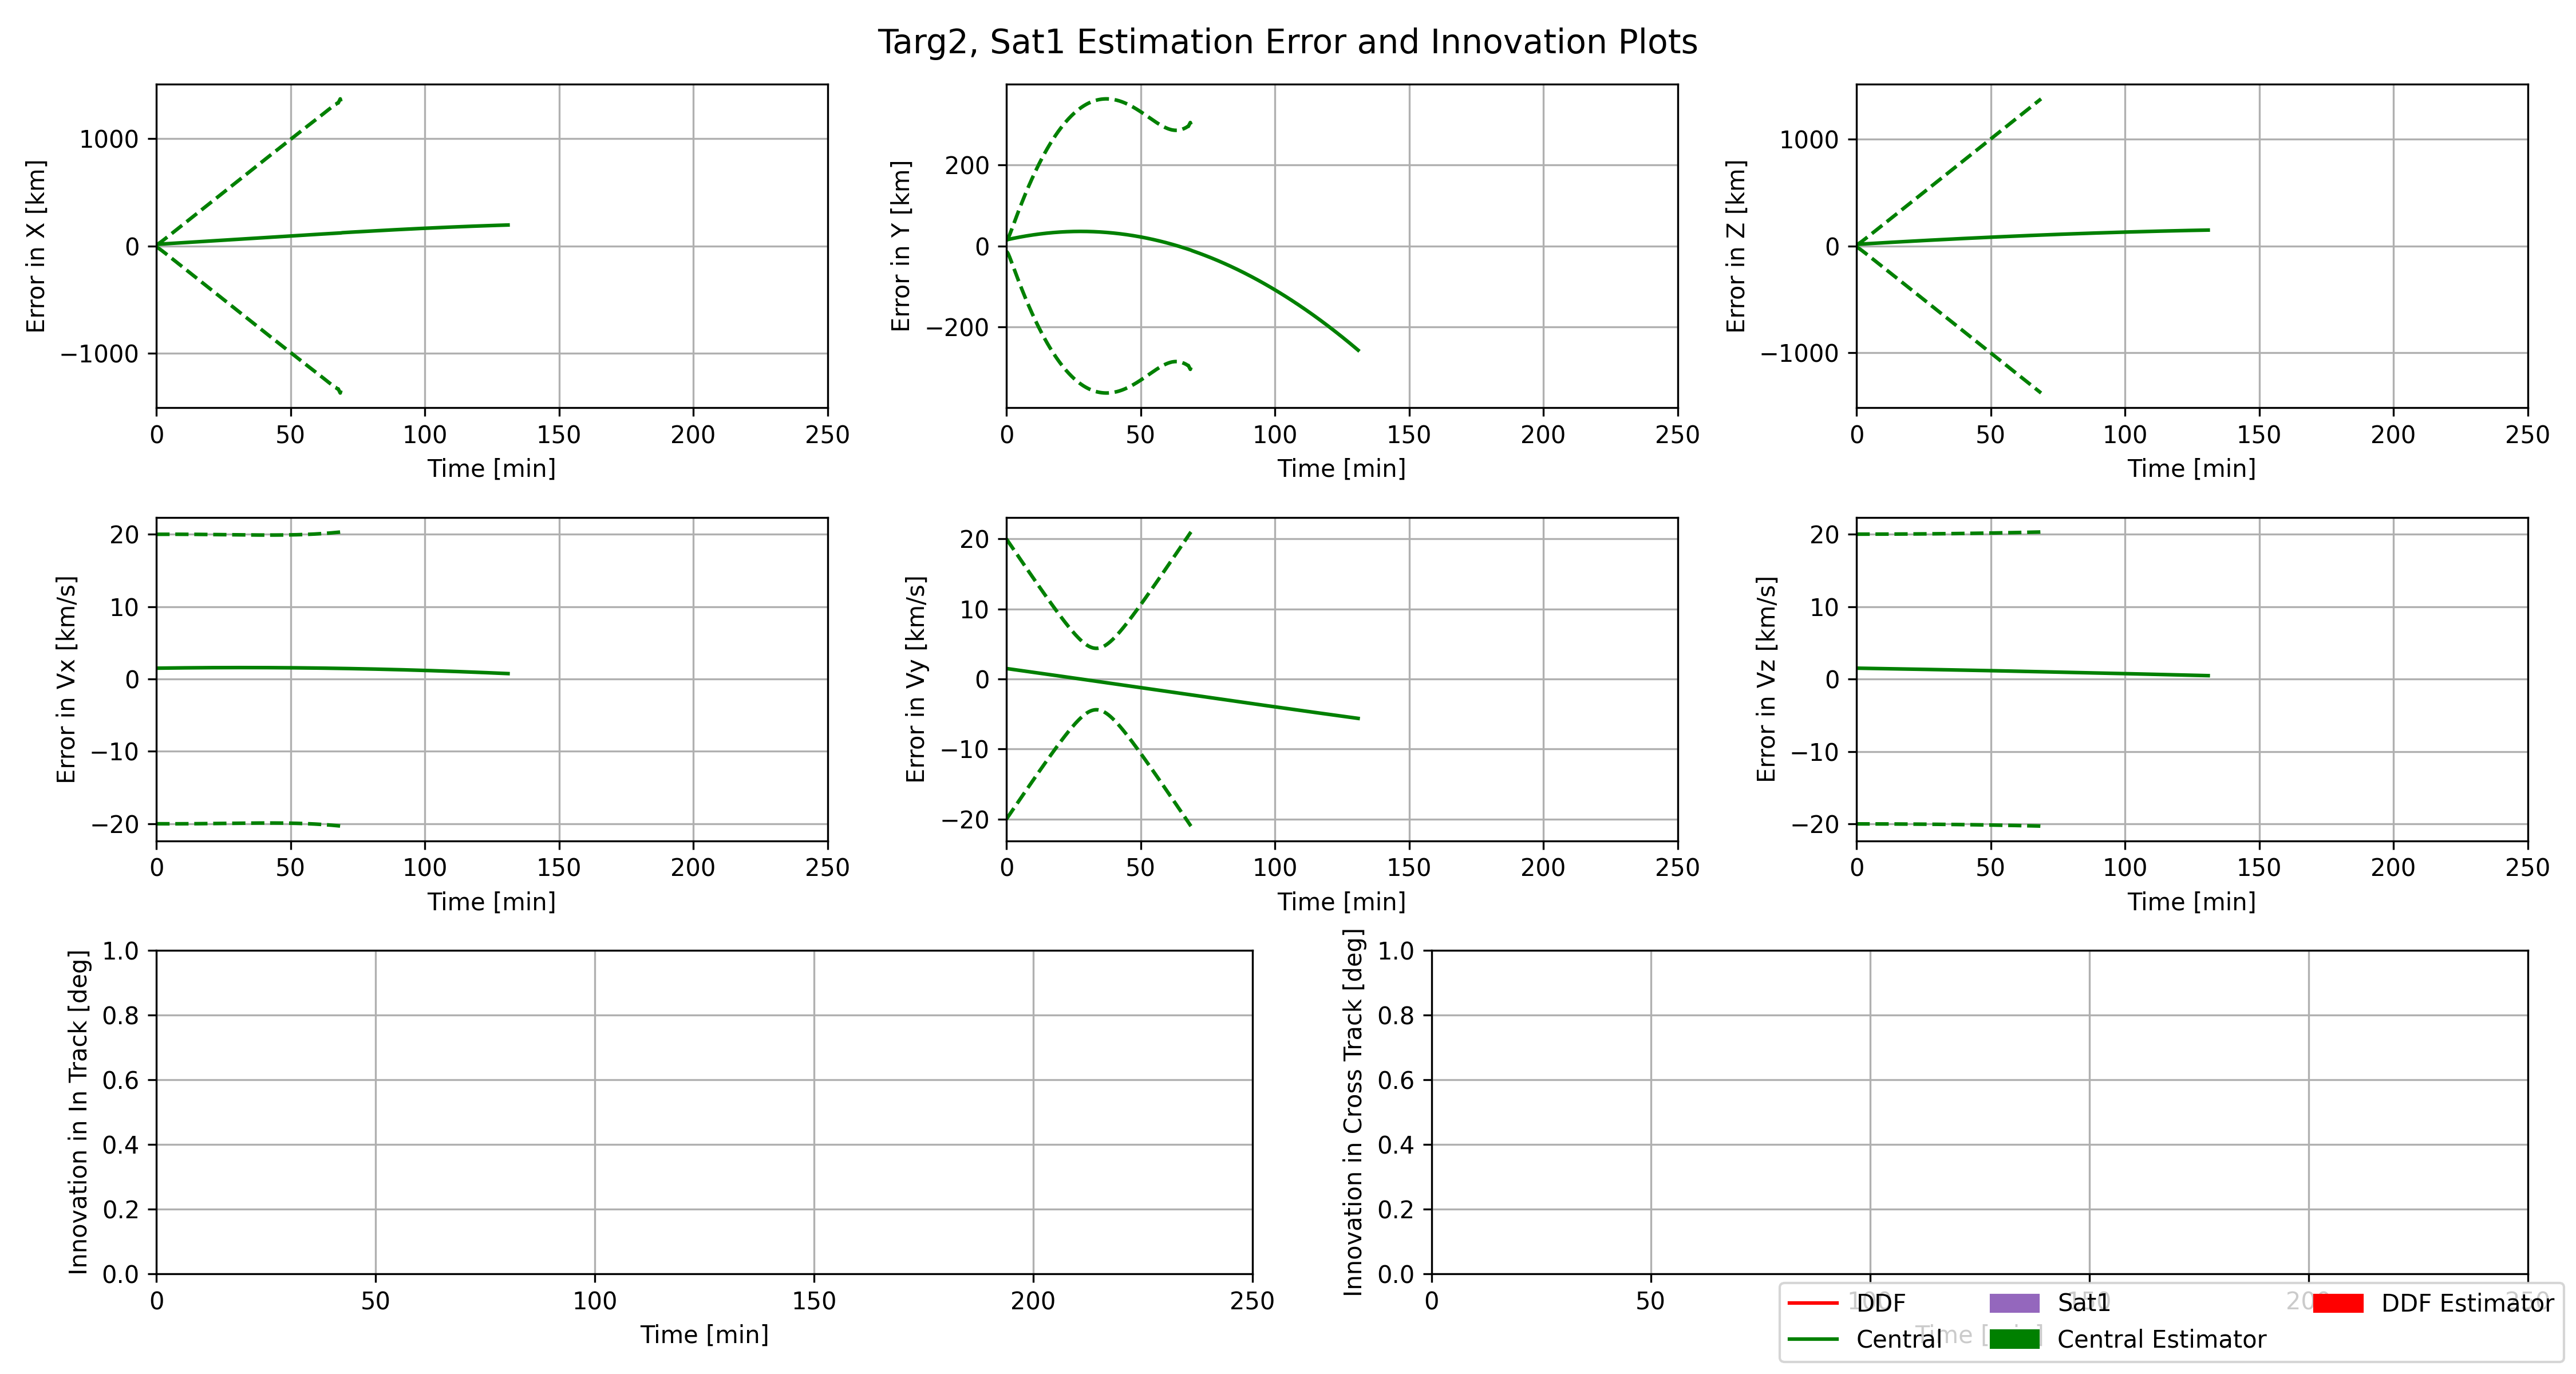 Targ2, Sat1 Estimation Error and Innovation Plots
Error in X [km]
1000
0
−1000
0 50 100 150 200 250
Time [min]
Error in Y [km]
200
0
−200
0 50 100 150 200 250
Time [min]
Error in Z [km]
1000
0
−1000
0 50 100 150 200 250
Time [min]
Error in Vx [km/s]
20
10
0
−10
−20
0 50 100 150 200 250
Time [min]
Error in Vy [km/s]
20
10
0
−10
−20
0 50 100 150 200 250
Time [min]
Error in Vz [km/s]
20
10
0
−10
−20
0 50 100 150 200 250
Time [min]
Innovation in In Track [deg]
1.0
0.8
0.6
0.4
0.2
0.0
0 50 100 150 200 250
Time [min]
Innovation in Cross Track [deg]
1.0
0.8
0.6
0.4
0.2
0.0
0 50 100 150 200 250
Time [min]
DDF
Central
Sat1
Central Estimator
DDF Estimator